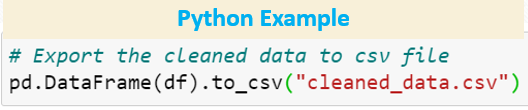 Python Example
# Export the cleaned data to csv file
pd.DataFrame(df).to_csv("cleaned_data.csv")